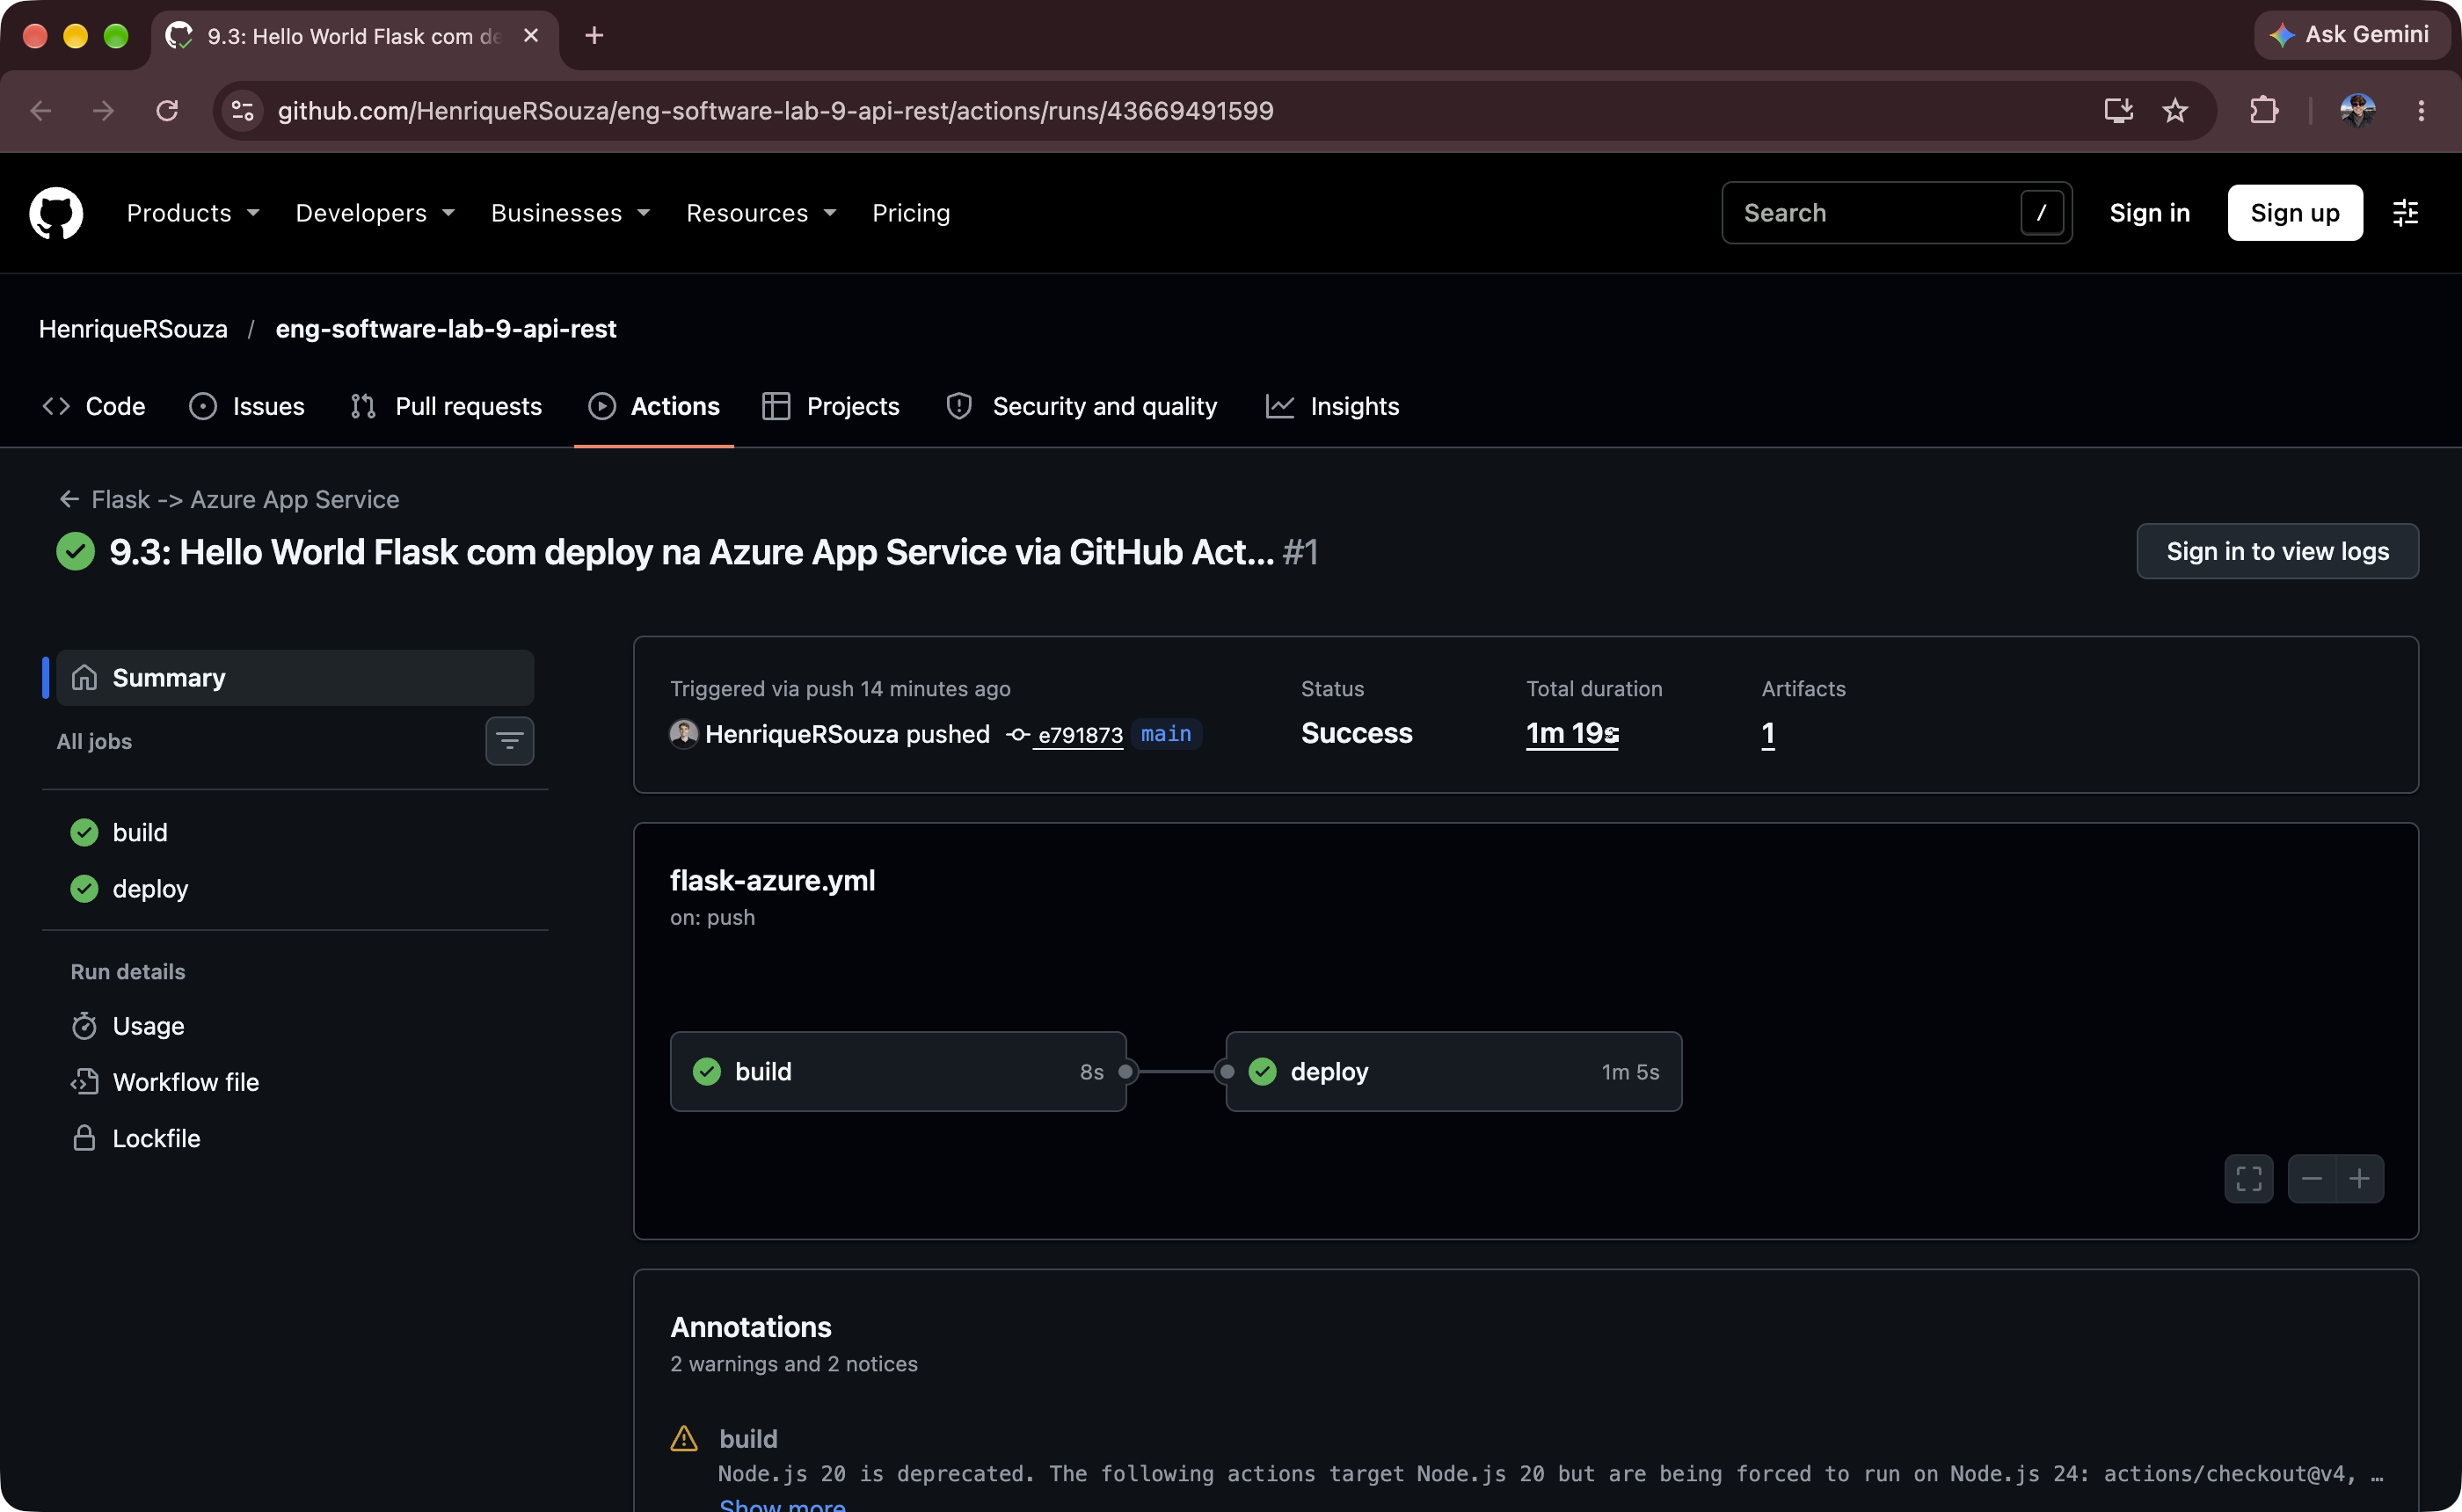 9.3: Hello World Flask com de
Ask Gemini
github.com/HenriqueRSouza/eng-software-lab-9-api-rest/actions/runs/43669491599
Products
Developers
Businesses
Resources
Pricing
Search
/
Sign in
Sign up
HenriqueRSouza / eng-software-lab-9-api-rest
Code
Issues
Pull requests
Actions
Projects
Security and quality
Insights
Flask -> Azure App Service
9.3: Hello World Flask com deploy na Azure App Service via GitHub Act... #1
Sign in to view logs
Summary
All jobs
build
deploy
Run details
Usage
Workflow file
Lockfile
Triggered via push 14 minutes ago
HenriqueRSouza pushed e791873 main
Status
Success
Total duration
1m 19s
Artifacts
1
flask-azure.yml
on: push
build 8s
deploy 1m 5s
Annotations
2 warnings and 2 notices
build
Node.js 20 is deprecated. The following actions target Node.js 20 but are being forced to run on Node.js 24: actions/checkout@v4, …
Show more